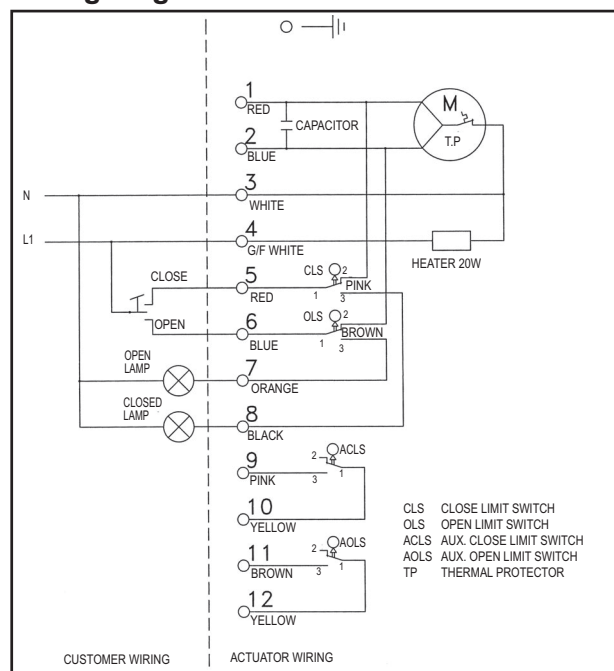 1
RED
CAPACITOR
M
T.P
2
BLUE
N
3
WHITE
L1
4
G/F WHITE
HEATER 20W
CLOSE
5
RED
CLS 2
1 3
PINK
OPEN
6
BLUE
OLS 2
1 3
BROWN
OPEN
LAMP
7
ORANGE
CLOSED
LAMP
8
BLACK
9
PINK
ACLS
2 3 1
10
YELLOW
11
BROWN
AOLS
2 3 1
12
YELLOW
CLS CLOSE LIMIT SWITCH
OLS OPEN LIMIT SWITCH
ACLS AUX. CLOSE LIMIT SWITCH
AOLS AUX. OPEN LIMIT SWITCH
TP THERMAL PROTECTOR
CUSTOMER WIRING
ACTUATOR WIRING